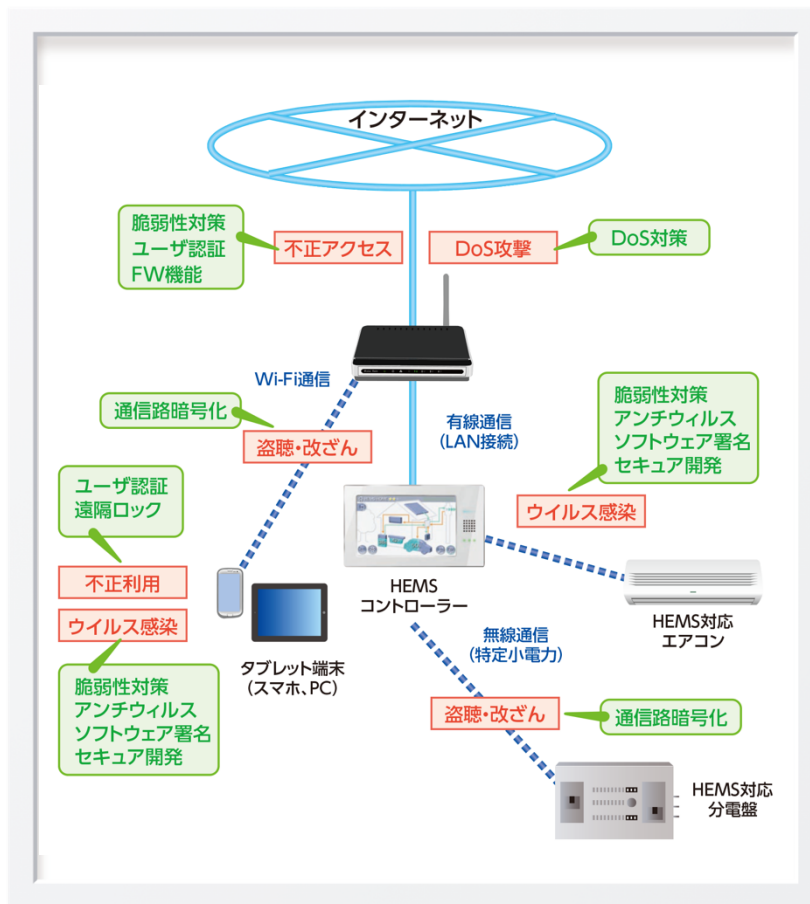 インターネット
脆弱性対策
ユーザ認証
FW機能
不正アクセス
DoS攻撃
DoS対策
Wi-Fi通信
通信路暗号化
盗聴・改ざん
有線通信
(LAN接続)
脆弱性対策
アンチウィルス
ソフトウェア署名
セキュア開発
ウイルス感染
ユーザ認証
遠隔ロック
不正利用
ウイルス感染
脆弱性対策
アンチウィルス
ソフトウェア署名
セキュア開発
タブレット端末
(スマホ、PC)
HEMS
コントローラー
HEMS対応
エアコン
無線通信
(特定小電力)
盗聴・改ざん
通信路暗号化
HEMS対応
分電盤